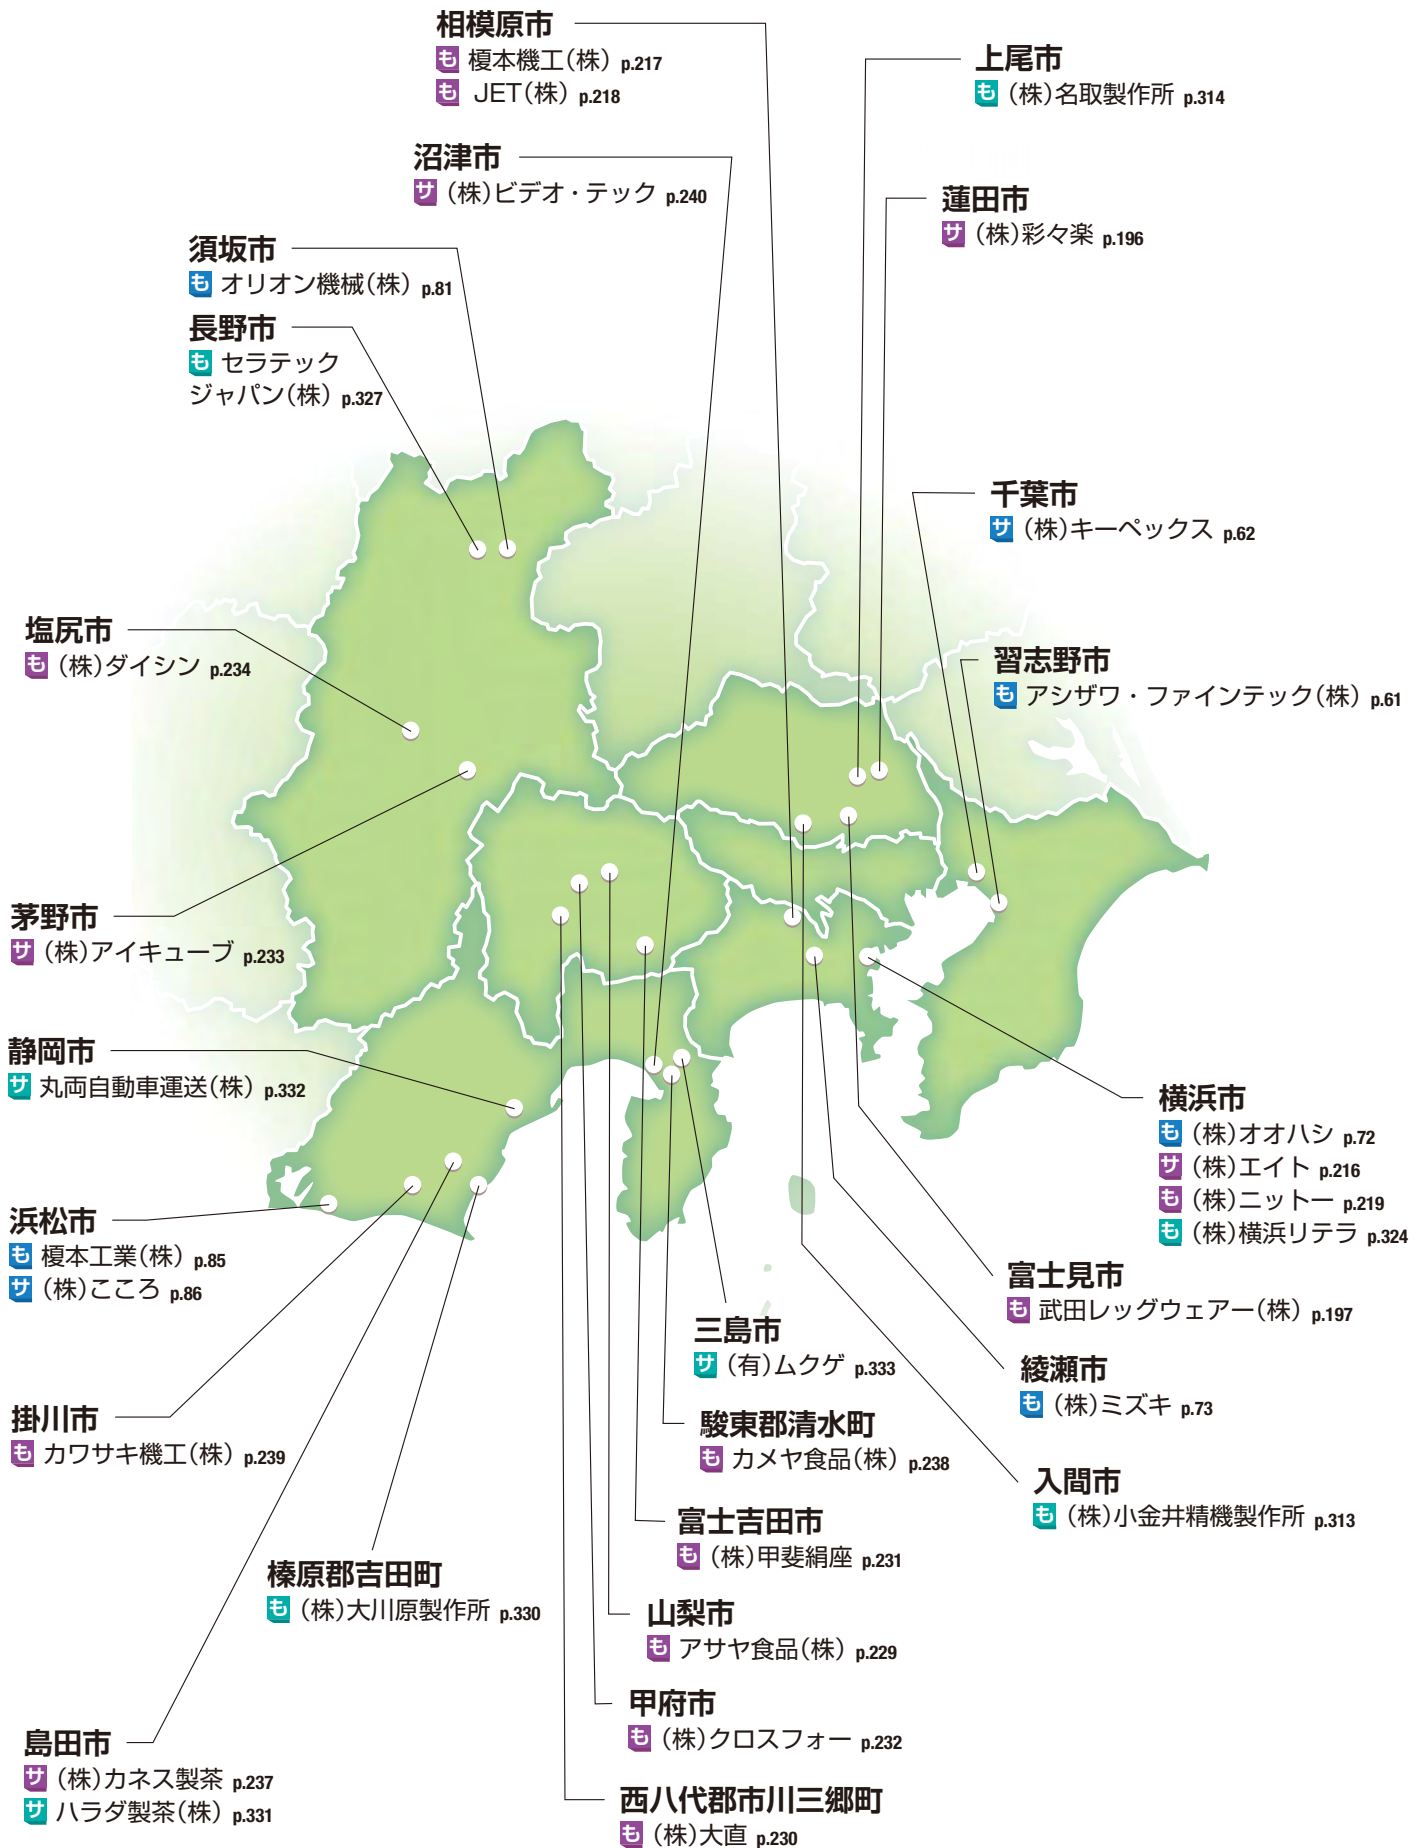 相模原市
も 榎本機工(株) p.217
も JET(株) p.218
上尾市
も (株)名取製作所 p.314
沼津市
サ (株)ビデオ・テック p.240
蓮田市
サ (株)彩々楽 p.196
須坂市
も オリオン機械(株) p.81
長野市
も セラテック
ジャパン(株) p.327
千葉市
サ (株)キーペックス p.62
塩尻市
も (株)ダイシン p.234
習志野市
も アシザワ・ファインテック(株) p.61
茅野市
サ (株)アイキューブ p.233
静岡市
サ 丸両自動車運送(株) p.332
横浜市
も (株)オオハシ p.72
サ (株)エイト p.216
も (株)ニットー p.219
も (株)横浜リテラ p.324
浜松市
も 榎本工業(株) p.85
サ (株)こころ p.86
富士見市
も 武田レッグウェアー(株) p.197
三島市
サ (有)ムクゲ p.333
綾瀬市
も (株)ミズキ p.73
掛川市
も カワサキ機工(株) p.239
駿東郡清水町
も カメヤ食品(株) p.238
入間市
も (株)小金井精機製作所 p.313
富士吉田市
も (株)甲斐絹座 p.231
榛原郡吉田町
も (株)大川原製作所 p.330
山梨市
も アサヤ食品(株) p.229
甲府市
も (株)クロスフォー p.232
島田市
サ (株)カネス製茶 p.237
サ ハラダ製茶(株) p.331
西八代郡市川三郷町
も (株)大直 p.230